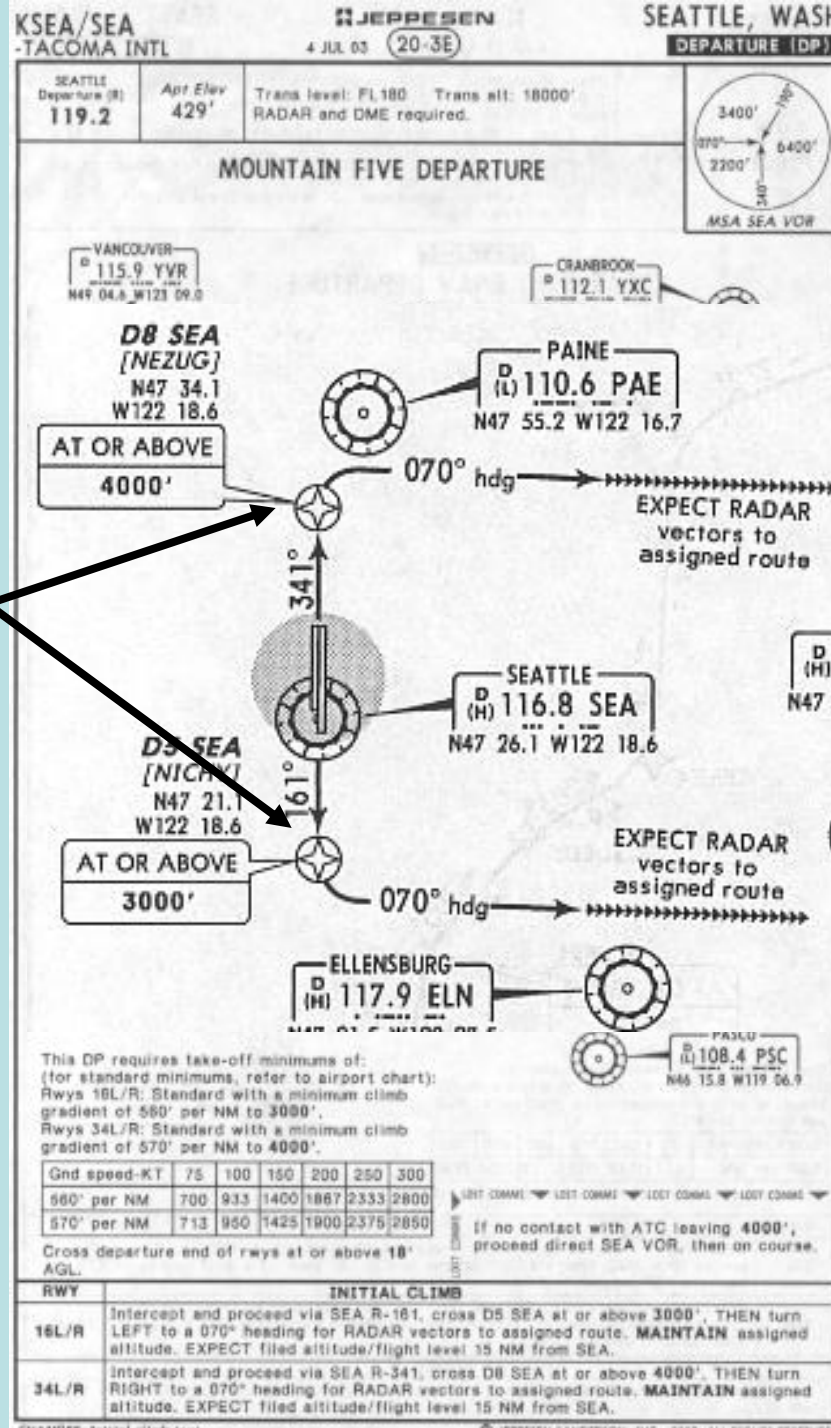 KSEA/SEA
-TACOMA INTL
JEPPESEN
4 JUL 03 20-3E
SEATTLE, WASH
DEPARTURE (DP)
SEATTLE
Departure (R)
119.2
Apt Elev
429'
Trans level: FL180 Trans alt: 18000'
RADAR and DME required.
3400'
190°
070°
6400'
2200'
340°
MSA SEA VOR
MOUNTAIN FIVE DEPARTURE
VANCOUVER
D 115.9 YVR
N49 04.6 W123 09.0
CRANBROOK
D 112.1 YXC
D8 SEA
[NEZUG]
N47 34.1
W122 18.6
AT OR ABOVE
4000'
PAINE
D
(L) 110.6 PAE
N47 55.2 W122 16.7
070° hdg
EXPECT RADAR
vectors to
assigned route
341°
SEATTLE
D
(H) 116.8 SEA
N47 26.1 W122 18.6
D
(H)
N47
D5 SEA
N47 21.1
W122 18.6
161°
AT OR ABOVE
3000'
EXPECT RADAR
vectors to
assigned route
070° hdg
ELLENSBURG
D
(H) 117.9 ELN
PASCO
D
(L) 108.4 PSC
N46 15.8 W119 06.9
This DP requires take-off minimums of:
(for standard minimums, refer to airport chart):
Rwys 16L/R: Standard with a minimum climb
gradient of 560' per NM to 3000'.
Rwys 34L/R: Standard with a minimum climb
gradient of 570' per NM to 4000'.
Gnd speed-KT 75 100 150 200 250 300
560' per NM 700 933 1400 1867 2333 2800
570' per NM 713 950 1425 1900 2375 2850
Cross departure end of rwys at or above 18'
AGL.
LOST COMMS LOST COMMS LOST COMMS LOST COMMS
LOST COMMS
If no contact with ATC leaving 4000',
proceed direct SEA VOR, then on course.
RWY INITIAL CLIMB
16L/R
Intercept and proceed via SEA R-161, cross D5 SEA at or above 3000', THEN turn
LEFT to a 070° heading for RADAR vectors to assigned route. MAINTAIN assigned
altitude. EXPECT filed altitude/flight level 15 NM from SEA.
34L/R
Intercept and proceed via SEA R-341, cross D8 SEA at or above 4000', THEN turn
RIGHT to a 070° heading for RADAR vectors to assigned route. MAINTAIN assigned
altitude. EXPECT filed altitude/flight level 15 NM from SEA.